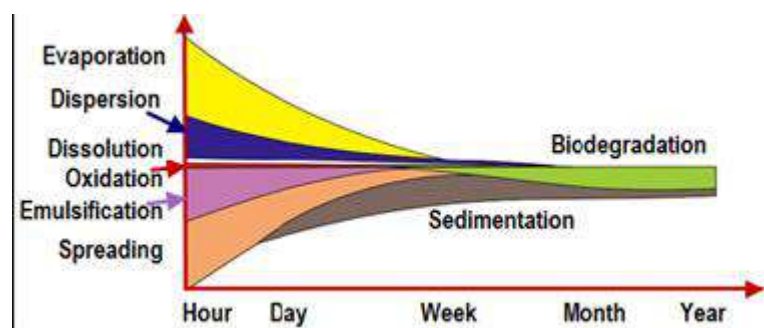 Evaporation
Dispersion
Dissolution
Oxidation
Emulsification
Spreading
Biodegradation
Sedimentation
Hour Day Week Month Year